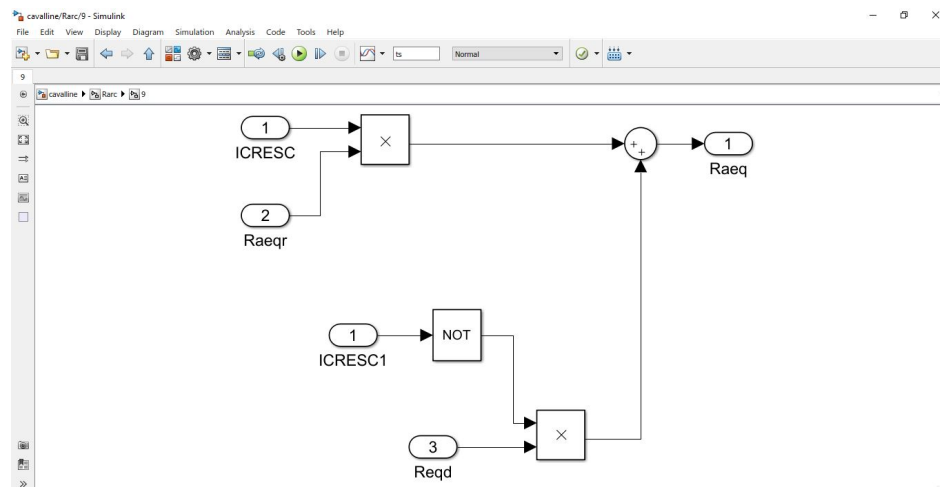 cavalline/Rarc/9 - Simulink
File Edit View Display Diagram Simulation Analysis Code Tools Help
ts Normal
9
cavalline Rarc 9
1
ICRESC
2
Raeqr
1
Raeq
1
ICRESC1
NOT
3
Reqd